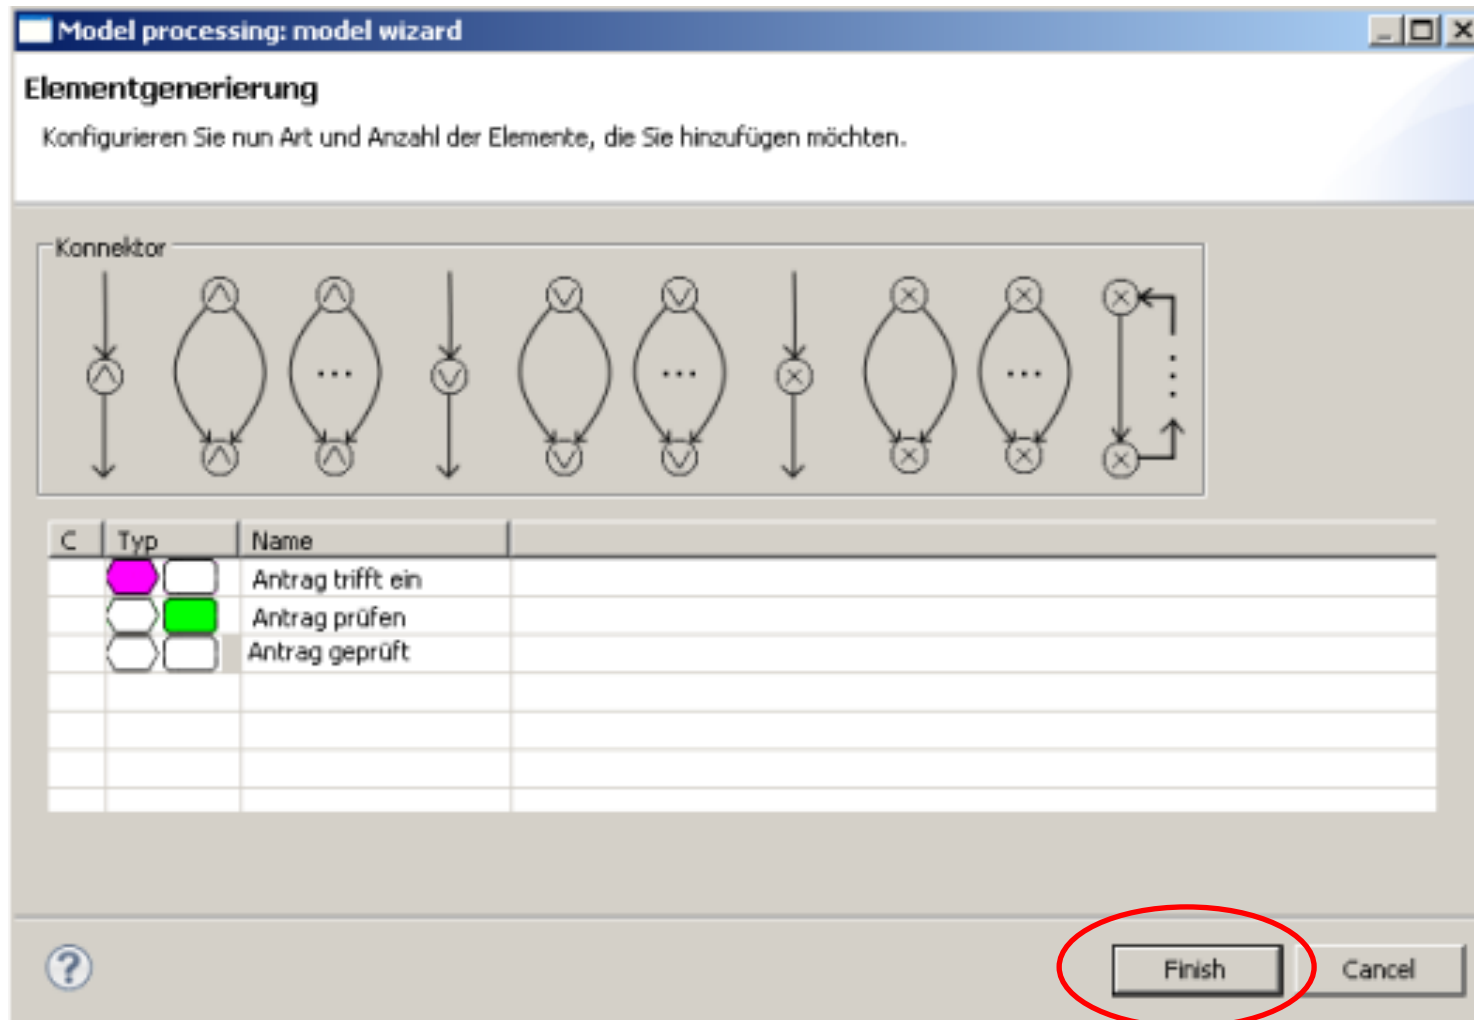 Model processing: model wizard
Elementgenerierung
Konfigurieren Sie nun Art und Anzahl der Elemente, die Sie hinzufügen möchten.
Konnektor
C Typ Name
Antrag trifft ein
Antrag prüfen
Antrag geprüft
? Finish Cancel